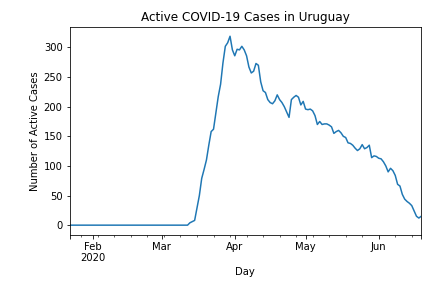 Active COVID-19 Cases in Uruguay
Number of Active Cases
300
250
200
150
100
50
0
Feb Mar Apr May Jun
2020
Day